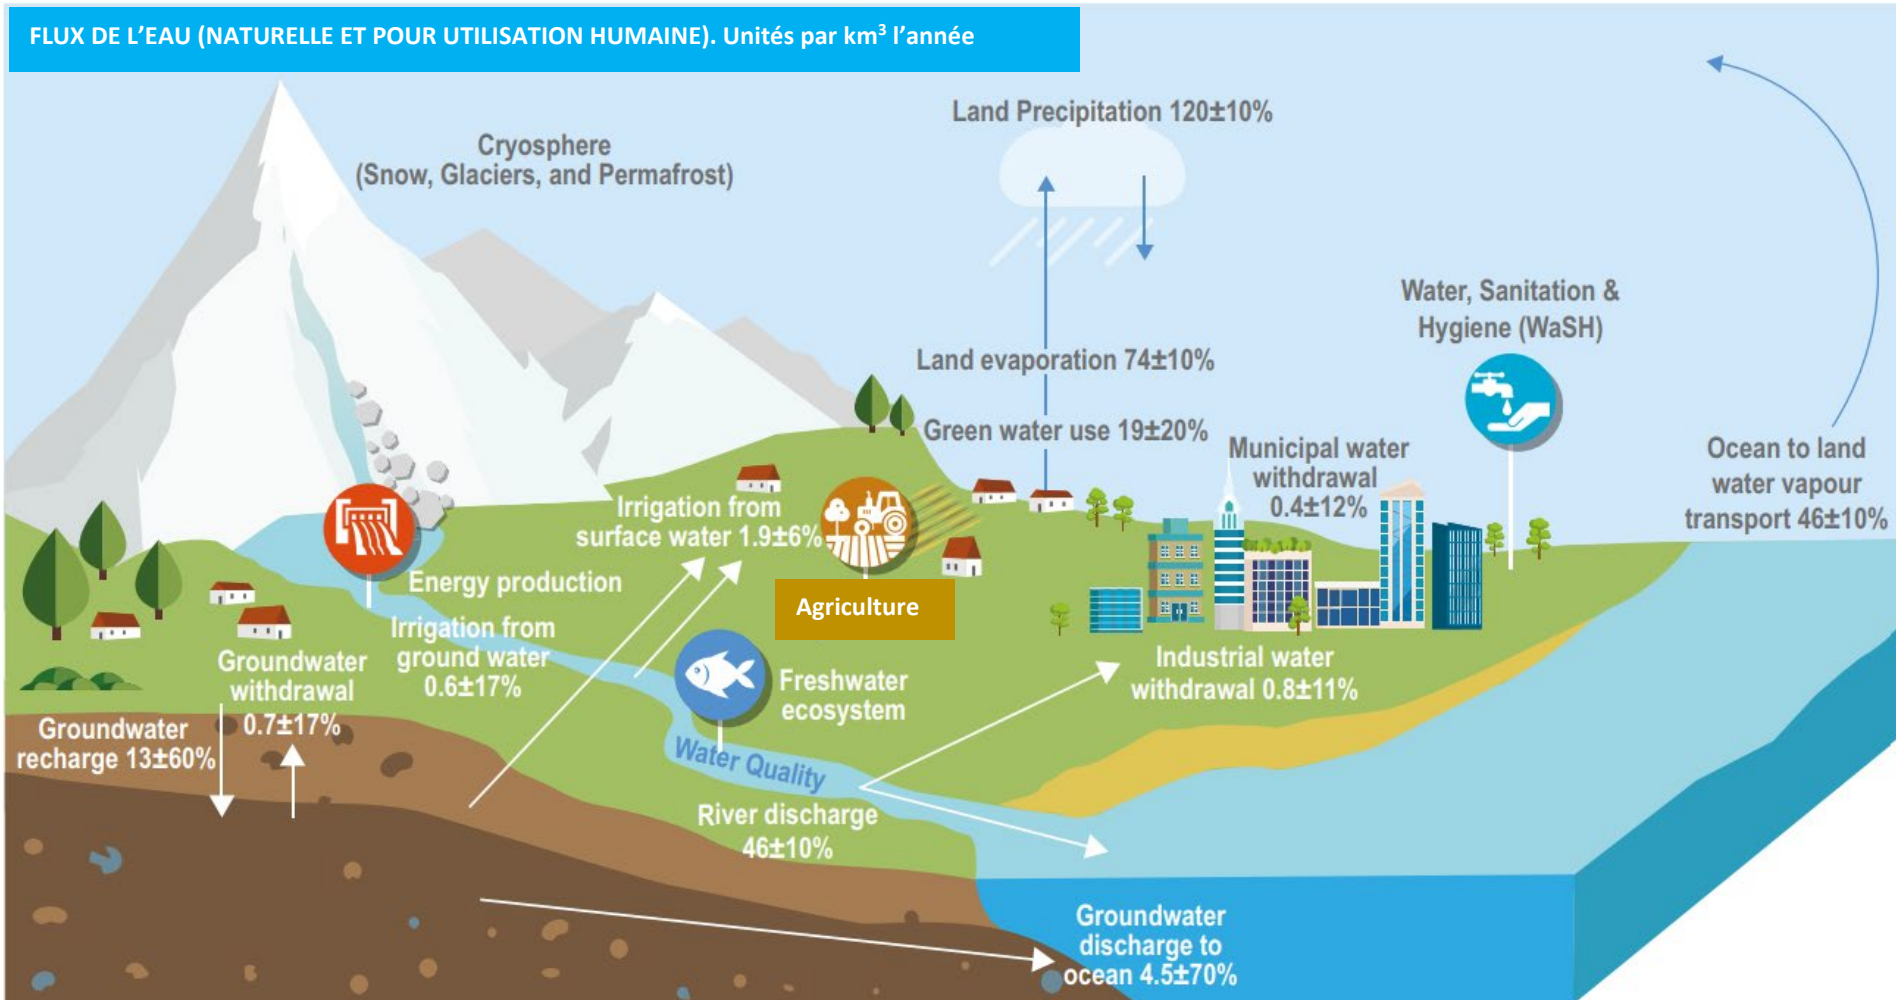 FLUX DE L’EAU (NATURELLE ET POUR UTILISATION HUMAINE). Unités par km³ l’année
Land Precipitation 120±10%
Cryosphere
(Snow, Glaciers, and Permafrost)
Water, Sanitation &
Hygiene (WaSH)
Land evaporation 74±10%
Green water use 19±20%
Municipal water
withdrawal
0.4±12%
Ocean to land
water vapour
transport 46±10%
Irrigation from
surface water 1.9±6%
Energy production
Agriculture
Irrigation from
ground water
0.6±17%
Groundwater
withdrawal
0.7±17%
Groundwater
recharge 13±60%
Freshwater
ecosystem
Industrial water
withdrawal 0.8±11%
Water Quality
River discharge
46±10%
Groundwater
discharge to
ocean 4.5±70%